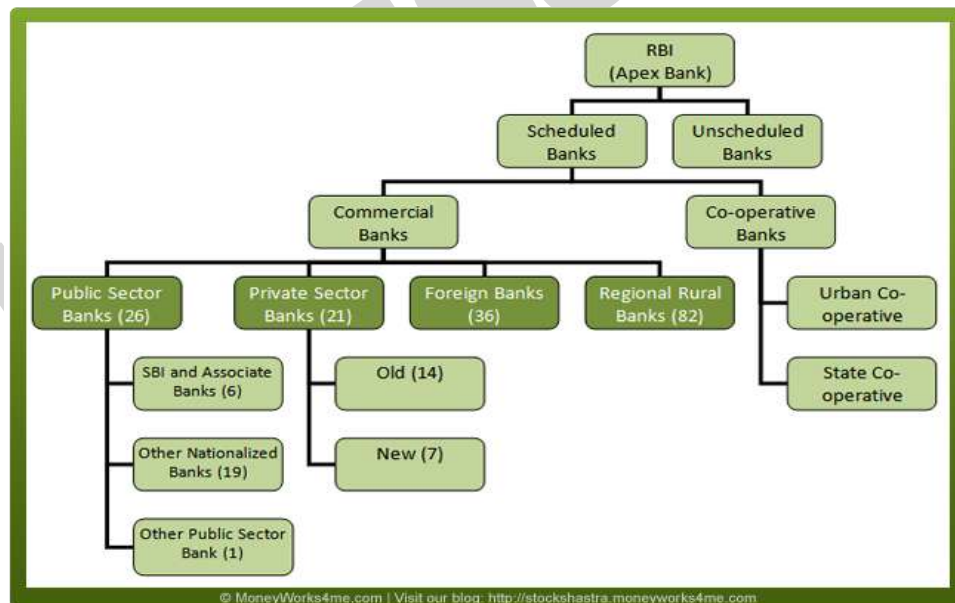 RBI
(Apex Bank)
Scheduled
Banks
Unscheduled
Banks
Commercial
Banks
Co-operative
Banks
Public Sector
Banks (26)
Private Sector
Banks (21)
Foreign Banks
(36)
Regional Rural
Banks (82)
Urban Co-
operative
SBI and Associate
Banks (6)
Old (14)
State Co-
operative
Other Nationalized
Banks (19)
New (7)
Other Public Sector
Bank (1)
© MoneyWorks4me.com | Visit our blog: http://stockshastra.moneyworks4me.com